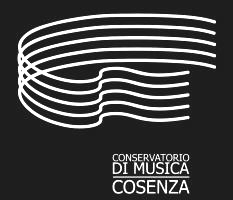 CONSERVATORIO
DI MUSICA
COSENZA